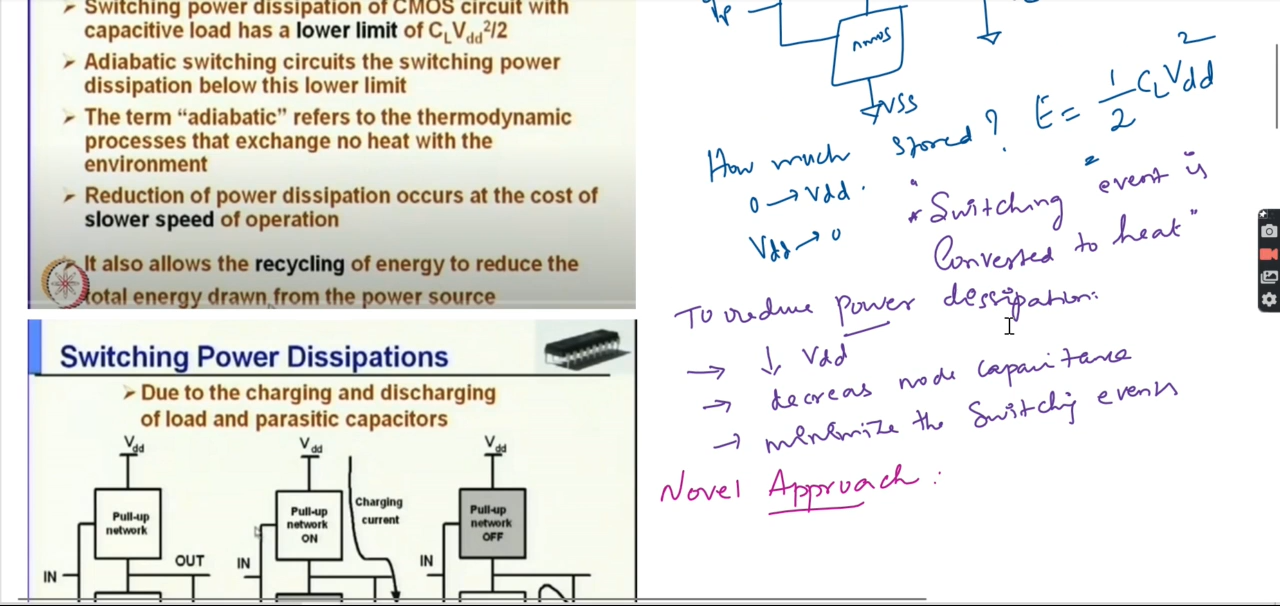 Switching power dissipation of CMOS circuit with
capacitive load has a lower limit of CLVdd²/2
Adiabatic switching circuits the switching power
dissipation below this lower limit
The term “adiabatic” refers to the thermodynamic
processes that exchange no heat with the
environment
Reduction of power dissipation occurs at the cost of
slower speed of operation
It also allows the recycling of energy to reduce the
total energy drawn from the power source
Switching Power Dissipations
Due to the charging and discharging
of load and parasitic capacitors
Vdd
Vdd
Vdd
Pull-up
network
Pull-up
network
ON
Charging
current
Pull-up
network
OFF
IN
OUT
IN
IN
nmos
VSS
How much stored? E = 1/2 CLVdd²
0 → Vdd.
Vdd → 0
"Switching event is
Converted to heat"
To redume power dessipation:
→ ↓ Vdd
→ decreas node capacitance
→ menemize the Switchig events
Novel Approach: